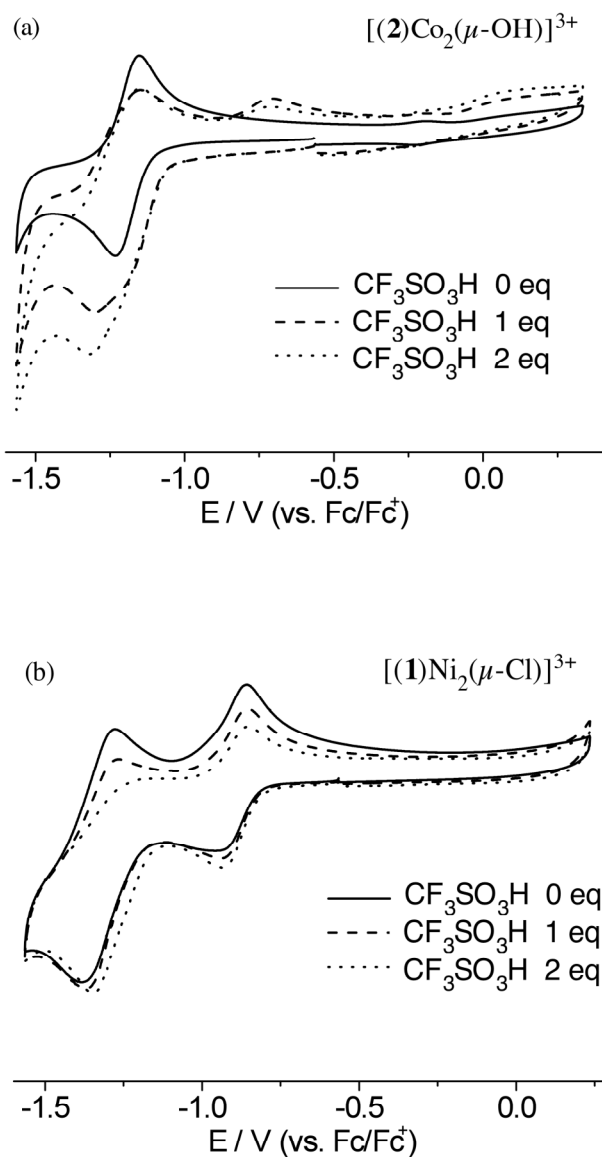 (a) [(2)Co₂(μ-OH)]³⁺
CF₃SO₃H 0 eq
CF₃SO₃H 1 eq
CF₃SO₃H 2 eq
-1.5 -1.0 -0.5 0.0
E / V (vs. Fc/Fc⁺)
(b) [(1)Ni₂(μ-Cl)]³⁺
CF₃SO₃H 0 eq
CF₃SO₃H 1 eq
CF₃SO₃H 2 eq
-1.5 -1.0 -0.5 0.0
E / V (vs. Fc/Fc⁺)